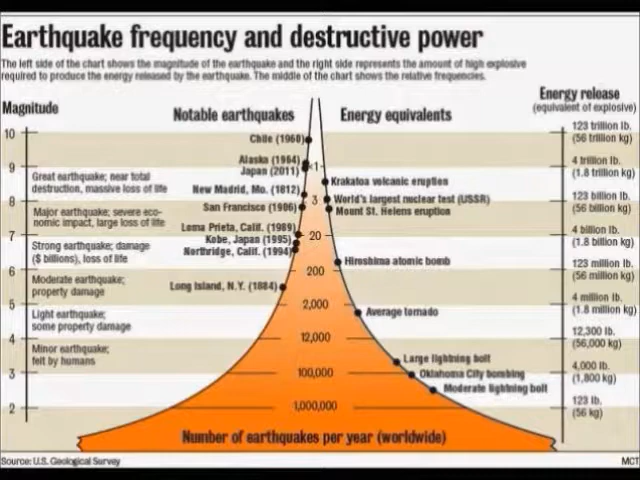 Earthquake frequency and destructive power
The left side of the chart shows the magnitude of the earthquake and the right side represents the amount of high explosive
required to produce the energy released by the earthquake. The middle of the chart shows the relative frequencies.
Magnitude
Notable earthquakes
Energy equivalents
Energy release
(equivalent of explosive)
10
9
8
7
6
5
4
3
2
Great earthquake; near total
destruction, massive loss of life
Major earthquake; severe eco-
nomic impact, large loss of life
Strong earthquake; damage
($ billions), loss of life
Moderate earthquake;
property damage
Light earthquake;
some property damage
Minor earthquake;
felt by humans
Chile (1960)
Alaska (1964)
Japan (2011)
New Madrid, Mo. (1812)
San Francisco (1906)
Loma Prieta, Calif. (1989)
Kobe, Japan (1995)
Northridge, Calif. (1994)
Long Island, N.Y. (1884)
<1
3
20
200
2,000
12,000
100,000
1,000,000
Krakatoa volcanic eruption
World's largest nuclear test (USSR)
Mount St. Helens eruption
Hiroshima atomic bomb
Average tornado
Large lightning bolt
Oklahoma City bombing
Moderate lightning bolt
123 trillion lb.
(56 trillion kg)
4 trillion lb.
(1.8 trillion kg)
123 billion lb.
(56 billion kg)
4 billion lb.
(1.8 billion kg)
123 million lb.
(56 million kg)
4 million lb.
(1.8 million kg)
12,300 lb.
(56,000 kg)
4,000 lb.
(1,800 kg)
123 lb.
(56 kg)
Number of earthquakes per year (worldwide)
Source: U.S. Geological Survey
MCT